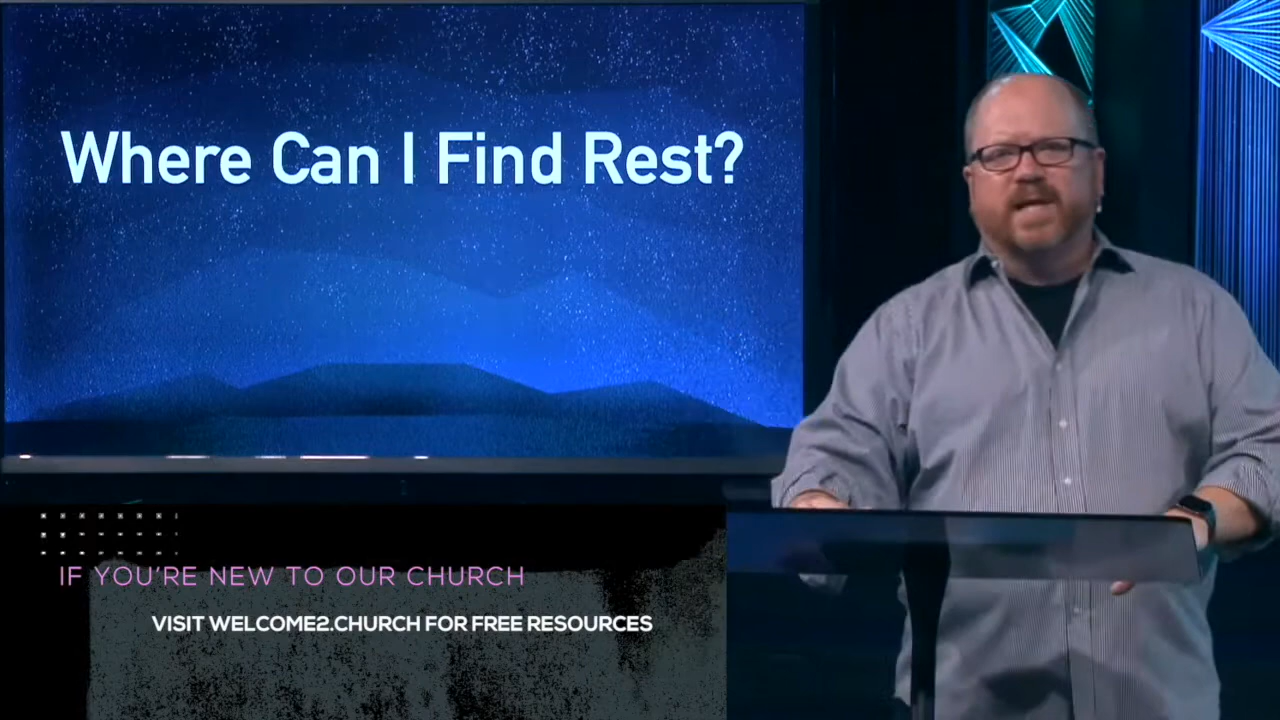 Where Can I Find Rest?
IF YOU'RE NEW TO OUR CHURCH
VISIT WELCOME2.CHURCH FOR FREE RESOURCES